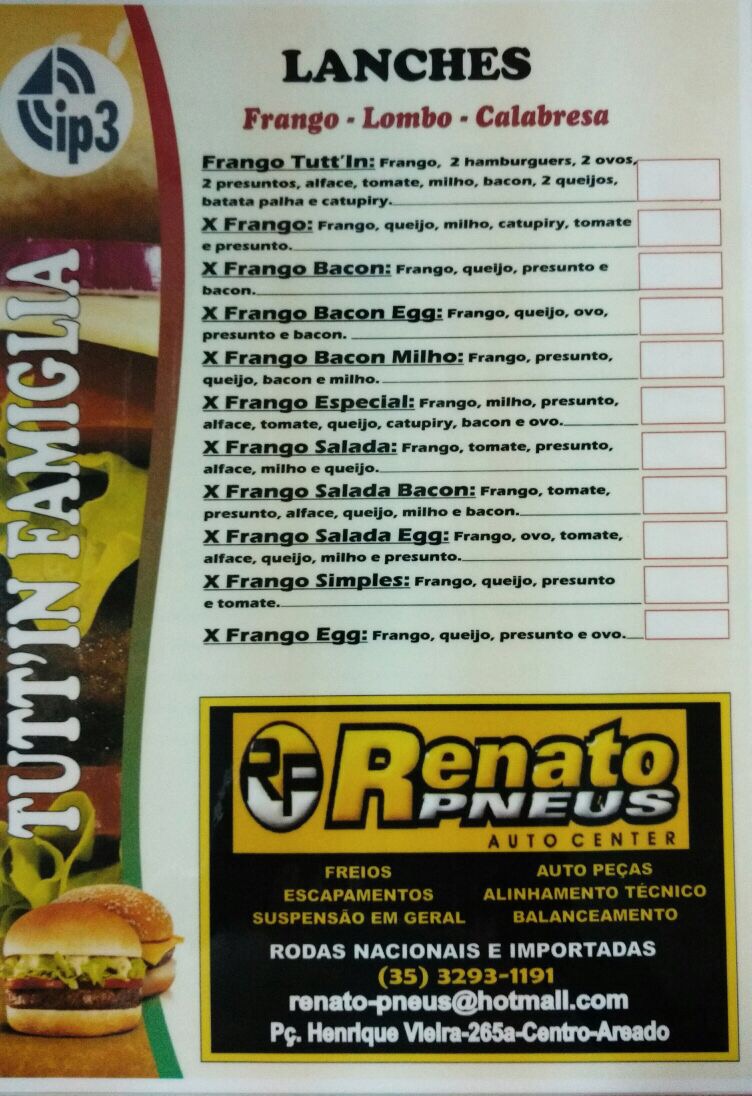 ip3
TUTT'IN FAMIGLIA
LANCHES
Frango - Lombo - Calabresa
Frango Tutt'In: Frango, 2 hamburguers, 2 ovos,
2 presuntos, alface, tomate, milho, bacon, 2 queijos,
batata palha e catupiry.
X Frango: Frango, queijo, milho, catupiry, tomate
e presunto.
X Frango Bacon: Frango, queijo, presunto e
bacon.
X Frango Bacon Egg: Frango, queijo, ovo,
presunto e bacon.
X Frango Bacon Milho: Frango, presunto,
queijo, bacon e milho.
X Frango Especial: Frango, milho, presunto,
alface, tomate, queijo, catupiry, bacon e ovo.
X Frango Salada: Frango, tomate, presunto,
alface, milho e queijo.
X Frango Salada Bacon: Frango, tomate,
presunto, alface, queijo, milho e bacon.
X Frango Salada Egg: Frango, ovo, tomate,
alface, queijo, milho e presunto.
X Frango Simples: Frango, queijo, presunto
e tomate.
X Frango Egg: Frango, queijo, presunto e ovo.
RP
Renato
PNEUS
AUTO CENTER
FREIOS
ESCAPAMENTOS
SUSPENSÃO EM GERAL
AUTO PEÇAS
ALINHAMENTO TÉCNICO
BALANCEAMENTO
RODAS NACIONAIS E IMPORTADAS
(35) 3293-1191
renato-pneus@hotmail.com
Pç. Henrique Vieira-265a-Centro-Areado